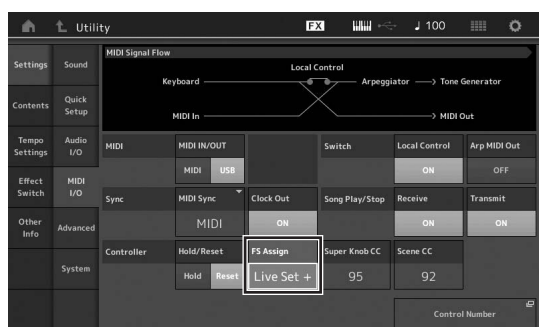 Utility FX 100
MIDI Signal Flow
Settings Sound
Local Control
Keyboard Arpeggiator Tone Generator
MIDI In MIDI Out
Contents Quick Setup
Tempo Settings Audio I/O
MIDI MIDI IN/OUT Switch Local Control Arp MIDI Out
MIDI USB ON OFF
Effect Switch MIDI I/O
Sync MIDI Sync Clock Out Song Play/Stop Receive Transmit
MIDI ON ON ON
Other Info Advanced
Controller Hold/Reset FS Assign Super Knob CC Scene CC
System
Hold Reset Live Set + 95 92
Control Number